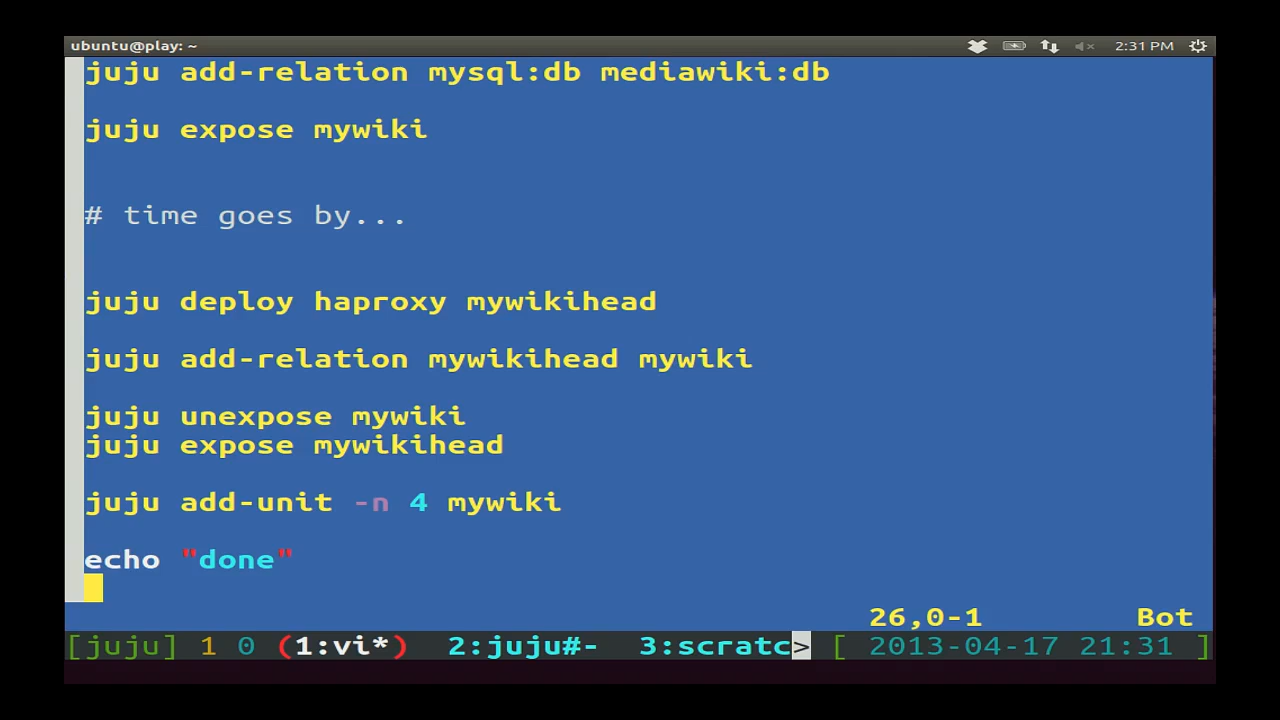 ubuntu@play: ~
2:31 PM
juju add-relation mysql:db mediawiki:db
juju expose mywiki
# time goes by...
juju deploy haproxy mywikihead
juju add-relation mywikihead mywiki
juju unexpose mywiki
juju expose mywikihead
juju add-unit -n 4 mywiki
echo "done"
26,0-1 Bot
[juju] 1 0 (1:vi*) 2:juju#- 3:scratc> [ 2013-04-17 21:31 ]